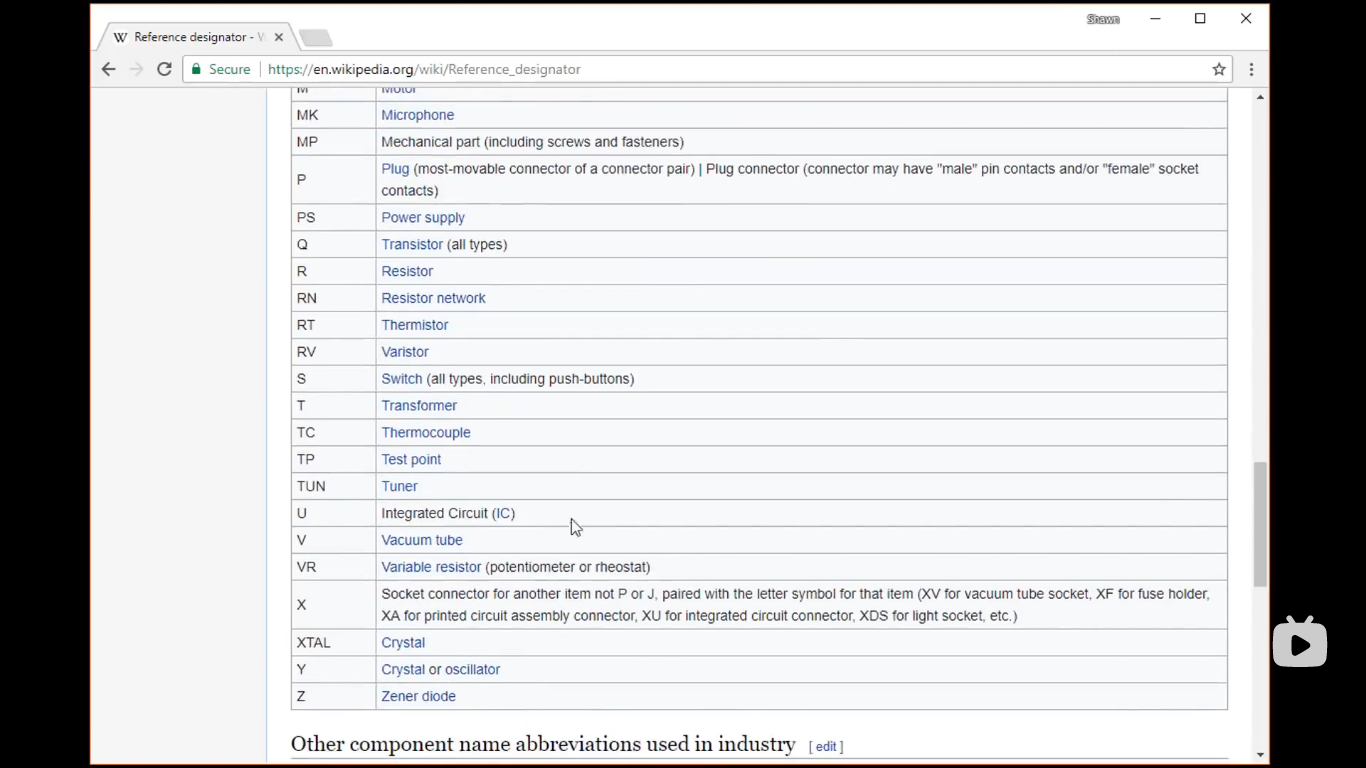 Shawn
W Reference designator - W
Secure https://en.wikipedia.org/wiki/Reference_designator
M Motor
MK Microphone
MP Mechanical part (including screws and fasteners)
P Plug (most-movable connector of a connector pair) | Plug connector (connector may have "male" pin contacts and/or "female" socket
contacts)
PS Power supply
Q Transistor (all types)
R Resistor
RN Resistor network
RT Thermistor
RV Varistor
S Switch (all types, including push-buttons)
T Transformer
TC Thermocouple
TP Test point
TUN Tuner
U Integrated Circuit (IC)
V Vacuum tube
VR Variable resistor (potentiometer or rheostat)
X Socket connector for another item not P or J, paired with the letter symbol for that item (XV for vacuum tube socket, XF for fuse holder,
XA for printed circuit assembly connector, XU for integrated circuit connector, XDS for light socket, etc.)
XTAL Crystal
Y Crystal or oscillator
Z Zener diode
Other component name abbreviations used in industry [ edit ]